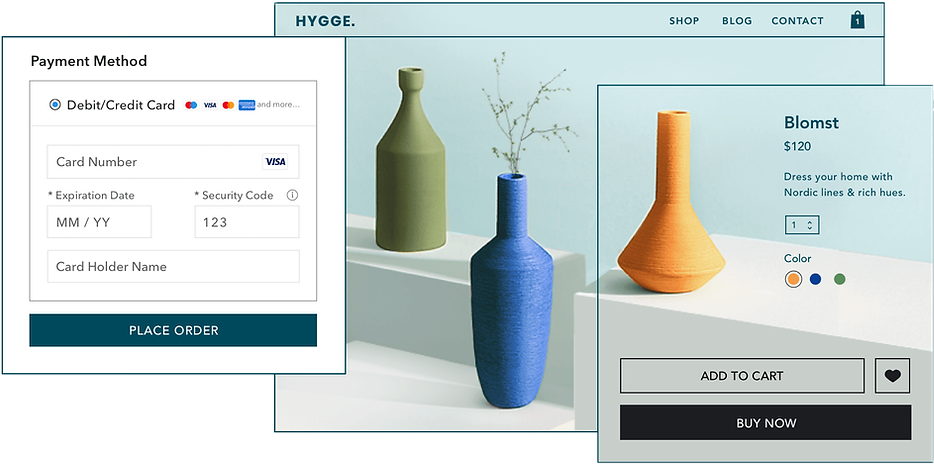 HYGGE.
SHOP BLOG CONTACT
1
Payment Method
Debit/Credit Card VISA and more...
Card Number VISA
* Expiration Date * Security Code
MM / YY 123
Card Holder Name
PLACE ORDER
Blomst
$120
Dress your home with
Nordic lines & rich hues.
1
Color
ADD TO CART
BUY NOW